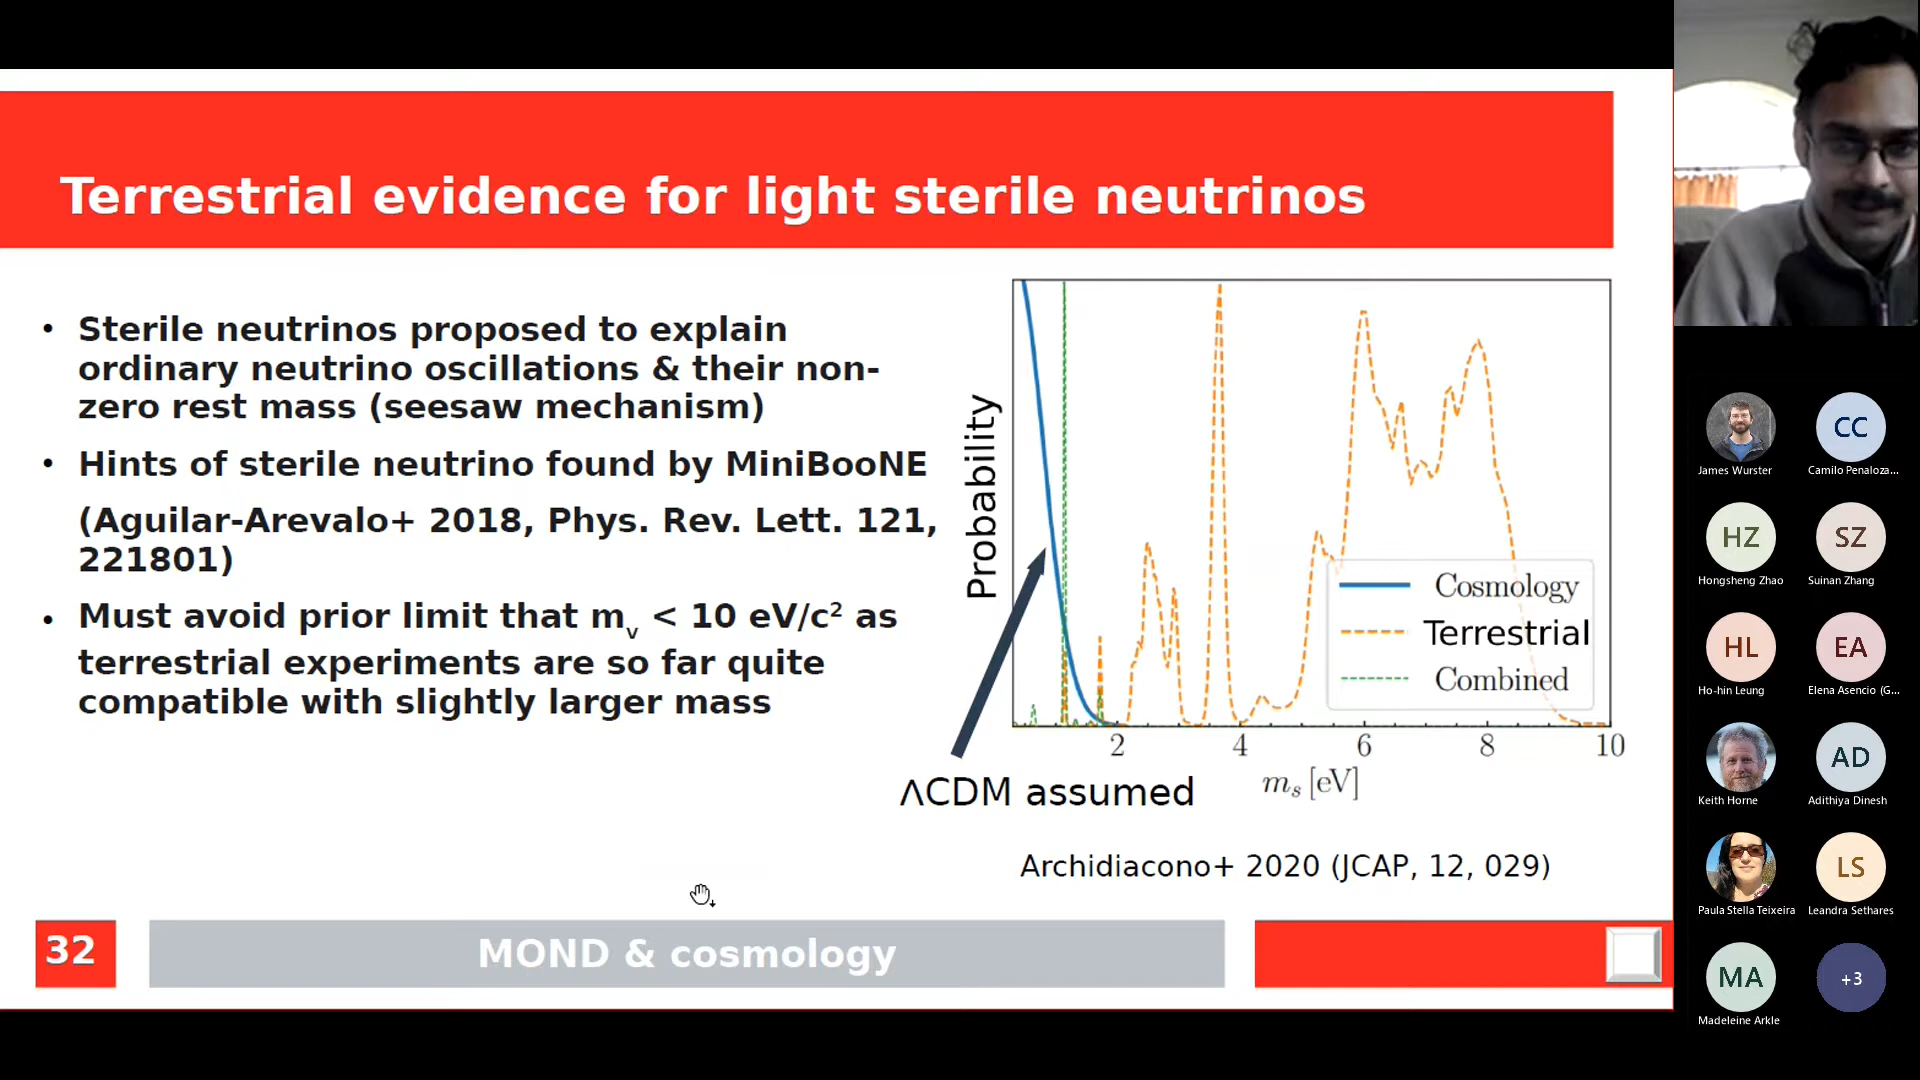 Terrestrial evidence for light sterile neutrinos
• Sterile neutrinos proposed to explain
ordinary neutrino oscillations & their non-
zero rest mass (seesaw mechanism)
• Hints of sterile neutrino found by MiniBooNE
(Aguilar-Arevalo+ 2018, Phys. Rev. Lett. 121,
221801)
• Must avoid prior limit that mᵥ < 10 eV/c² as
terrestrial experiments are so far quite
compatible with slightly larger mass
Probability
Cosmology
Terrestrial
Combined
2 4 6 8 10
mₛ [eV]
ΛCDM assumed
Archidiacono+ 2020 (JCAP, 12, 029)
32
MOND & cosmology
CC
James Wurster
Camilo Penaloza...
HZ
SZ
Hongsheng Zhao
Suinan Zhang
HL
EA
Ho-hin Leung
Elena Asencio (G...
AD
Keith Horne
Adithiya Dinesh
LS
Paula Stella Teixeira
Leandra Sethares
MA
+3
Madeleine Arkle